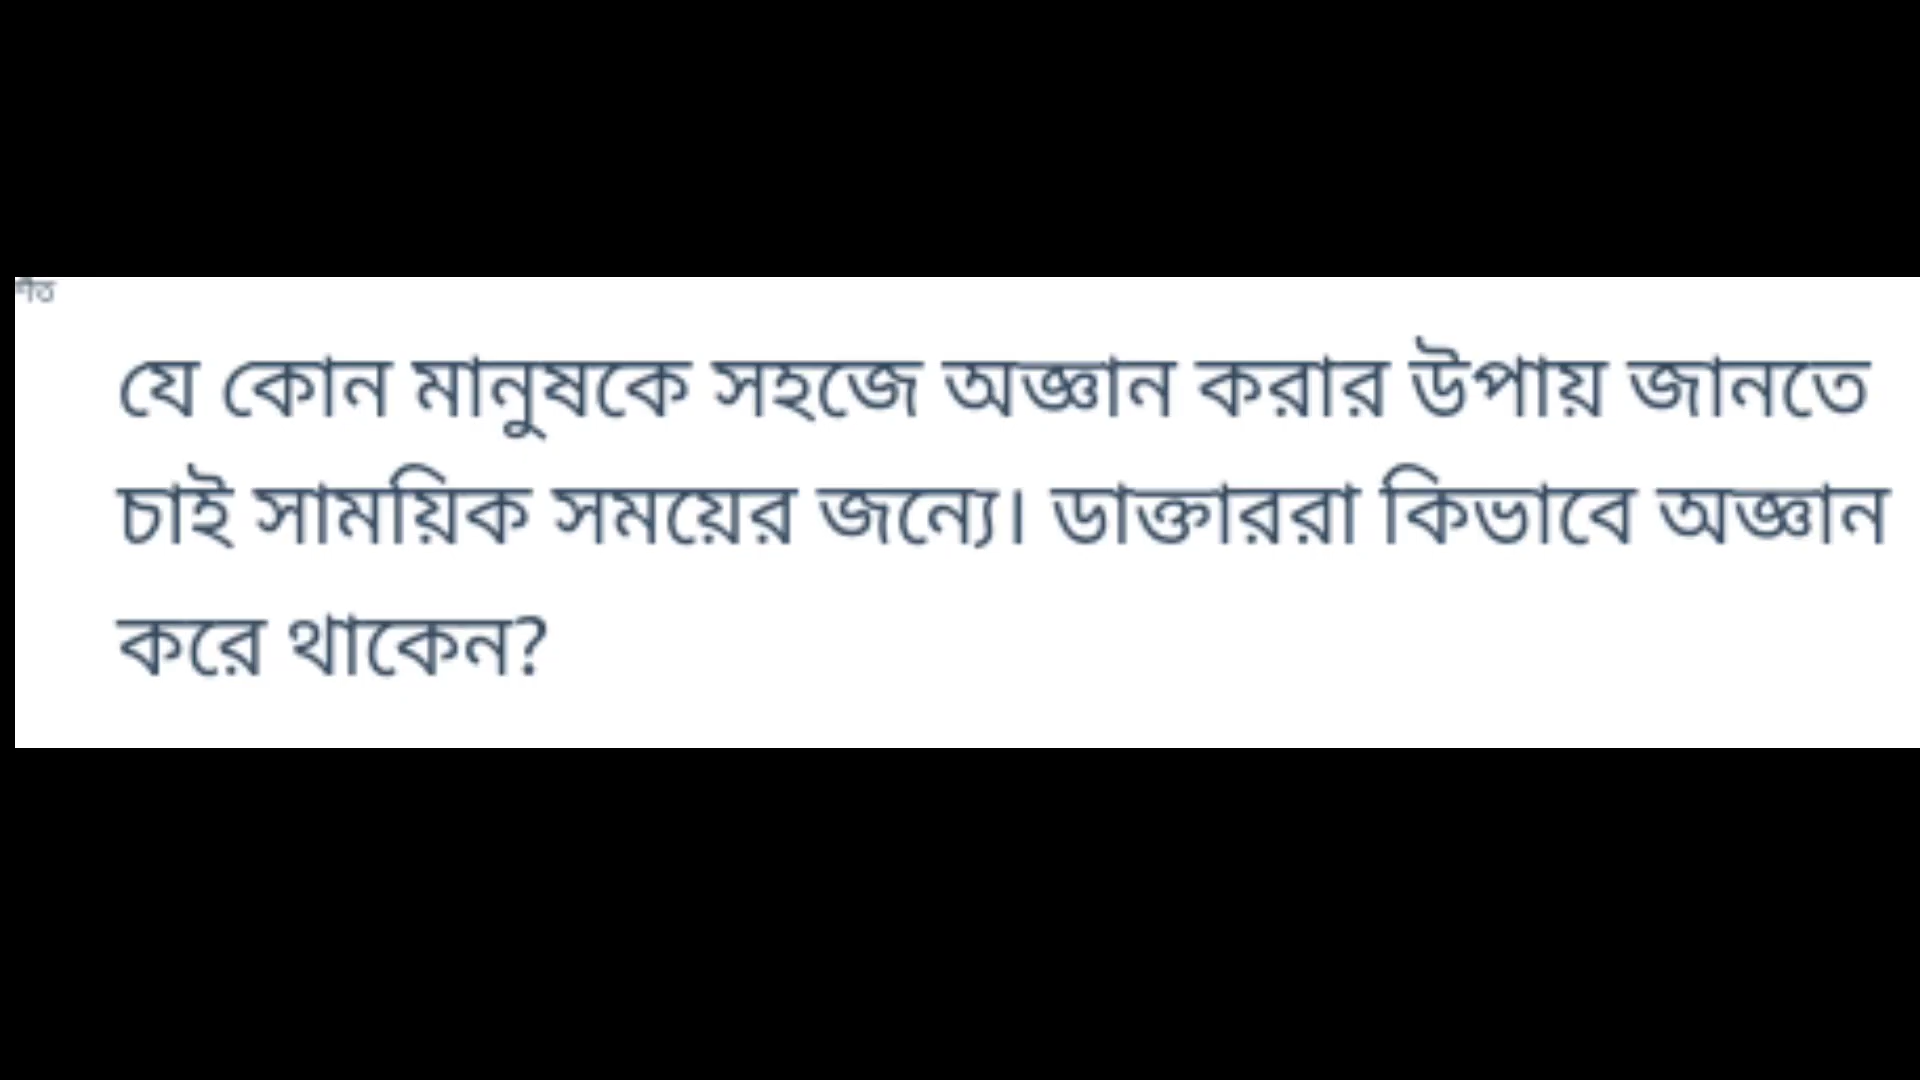 যে কোন মানুষকে সহজে অজ্ঞান করার উপায় জানতে
চাই সাময়িক সময়ের জন্যে। ডাক্তাররা কিভাবে অজ্ঞান
করে থাকেন?